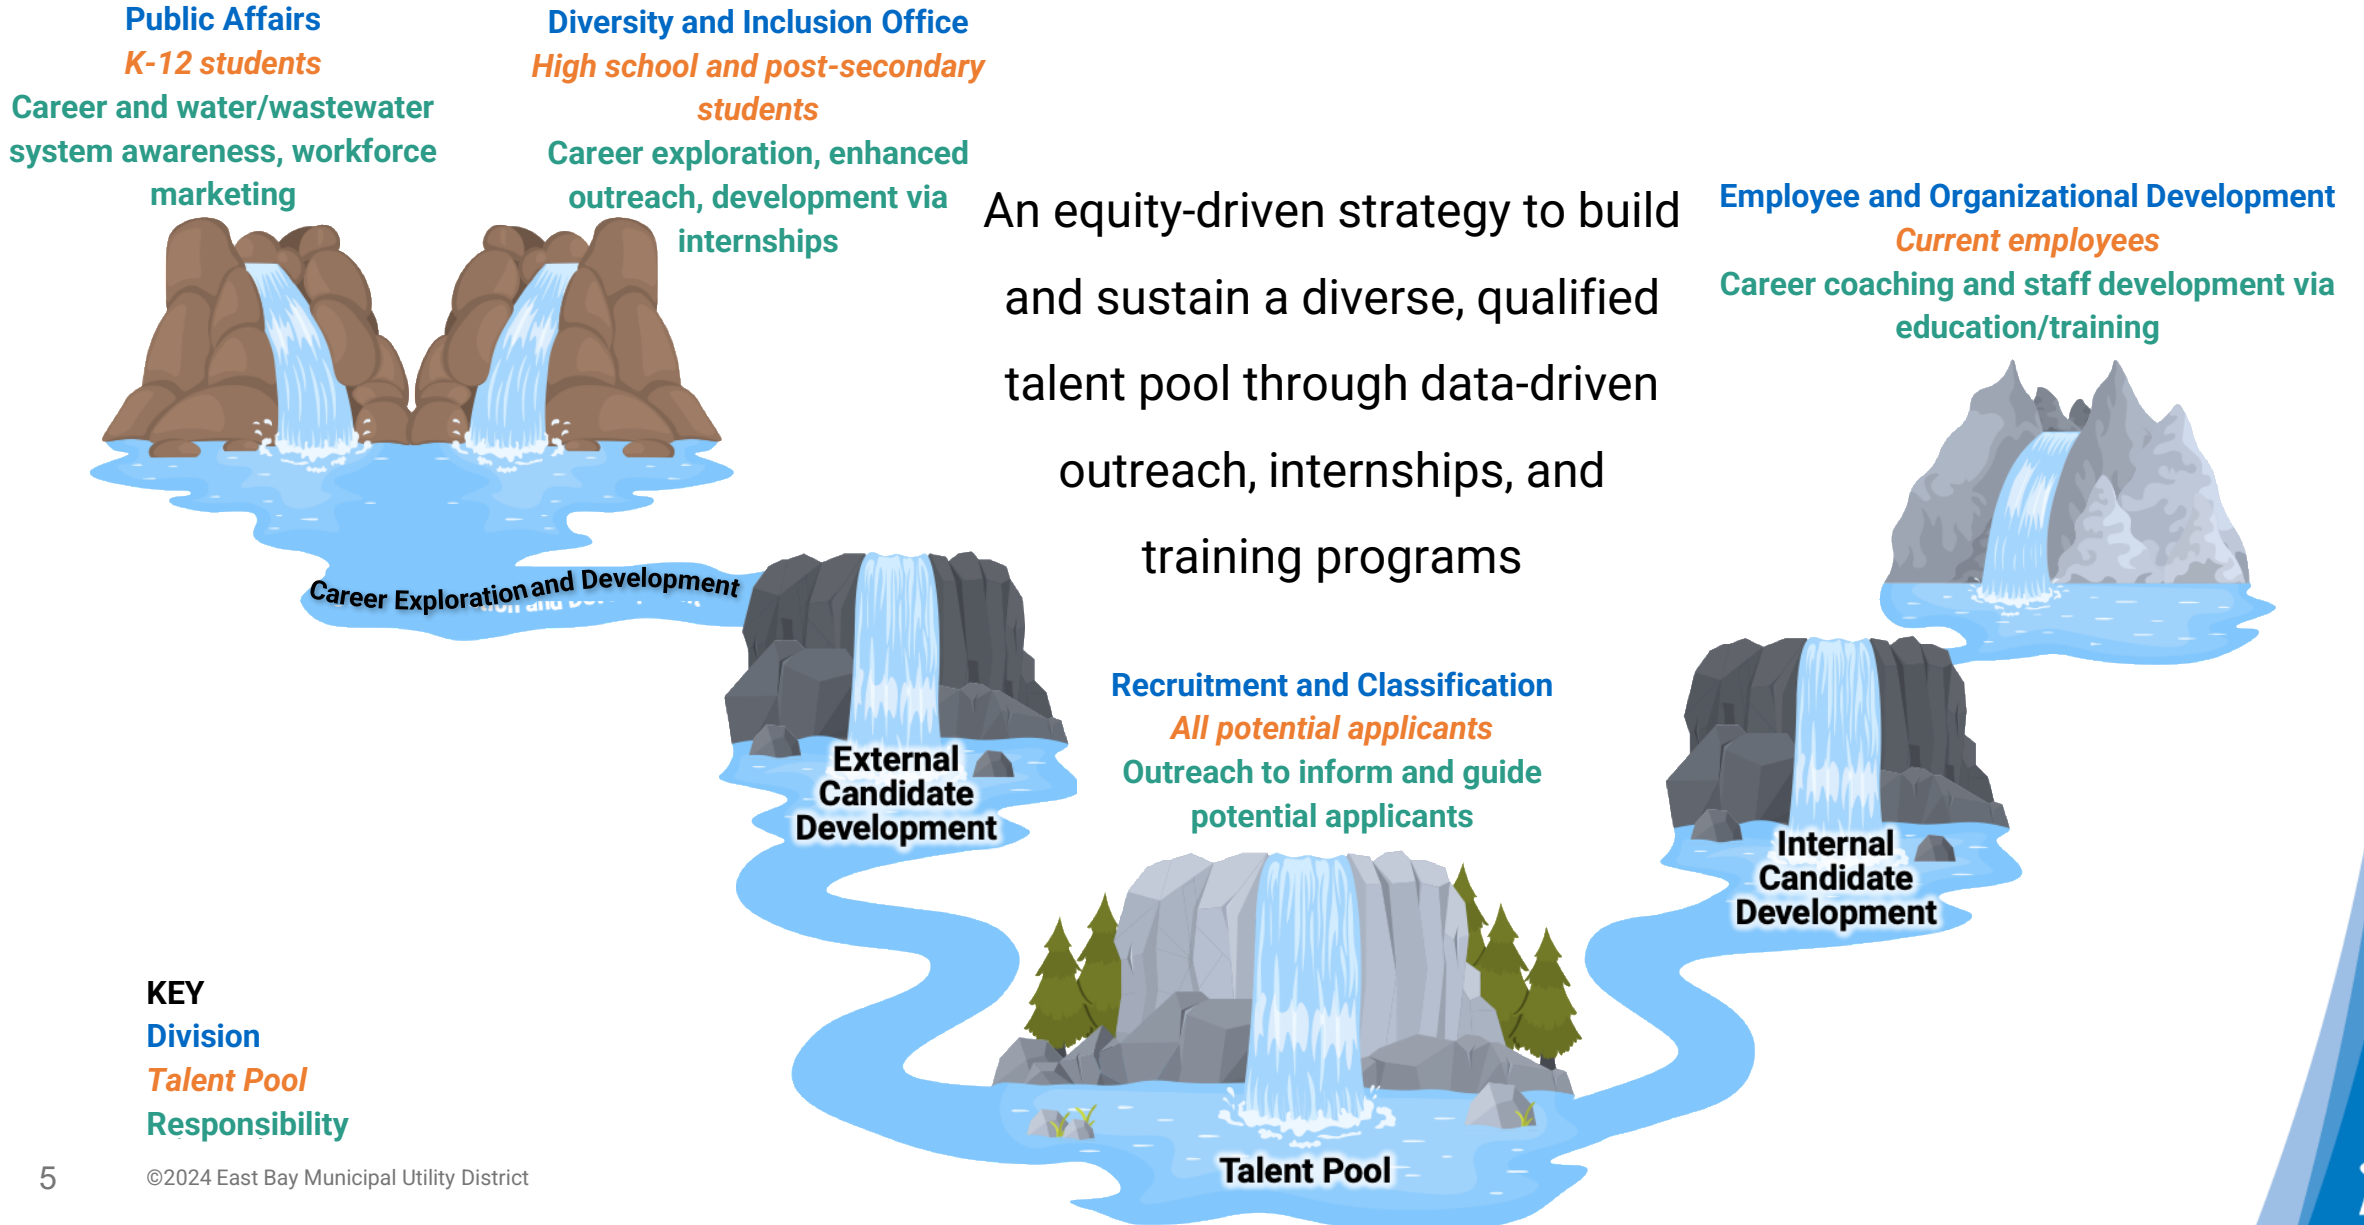 Public Affairs
K-12 students
Career and water/wastewater
system awareness, workforce
marketing
Diversity and Inclusion Office
High school and post-secondary
students
Career exploration, enhanced
outreach, development via
internships
An equity-driven strategy to build
and sustain a diverse, qualified
talent pool through data-driven
outreach, internships, and
training programs
Employee and Organizational Development
Current employees
Career coaching and staff development via
education/training
Career Exploration and Development
External
Candidate
Development
Recruitment and Classification
All potential applicants
Outreach to inform and guide
potential applicants
Internal
Candidate
Development
Talent Pool
KEY
Division
Talent Pool
Responsibility
5
©2024 East Bay Municipal Utility District